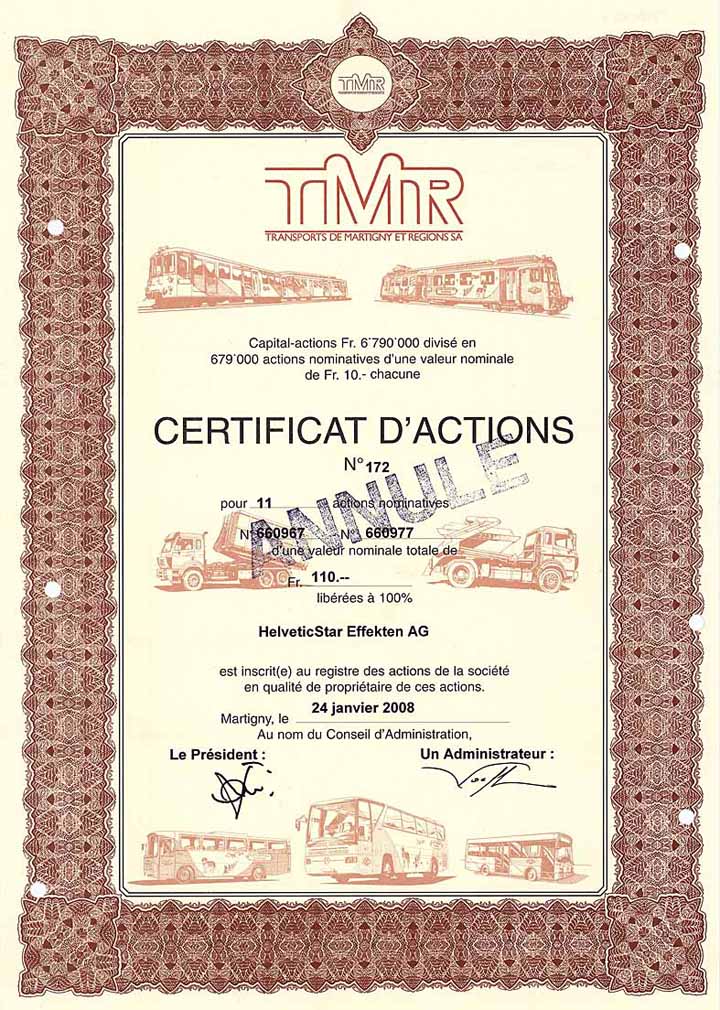 TMR
TMR
TRANSPORTS DE MARTIGNY ET REGIONS SA
Capital-actions Fr. 6'790'000 divisé en
679'000 actions nominatives d'une valeur nominale
de Fr. 10.- chacune
CERTIFICAT D'ACTIONS
N° 172
ANNULE
pour 11 actions nominatives
N° 660967 N° 660977
d'une valeur nominale totale de
Fr. 110.--
libérées à 100%
HelveticStar Effekten AG
est inscrit(e) au registre des actions de la société
en qualité de propriétaire de ces actions.
Martigny, le 24 janvier 2008
Au nom du Conseil d'Administration,
Le Président : Un Administrateur :